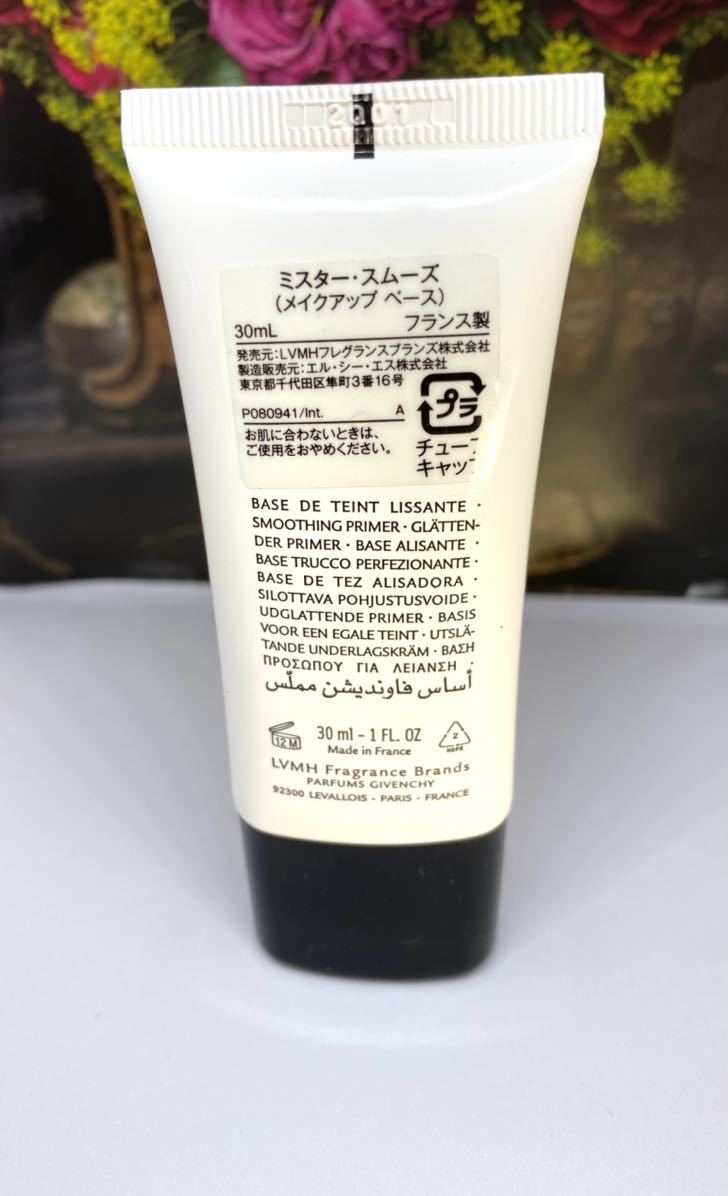 2001
ミスター・スムーズ
(メイクアップ ベース)
30mL フランス製
発売元:LVMHフレグランスブランズ株式会社
製造販売元:エル・シー・エス株式会社
東京都千代田区隼町3番16号
P080941/Int. A
プラ
お肌に合わないときは、
ご使用をおやめください。
チューブ
キャップ
BASE DE TEINT LISSANTE ·
SMOOTHING PRIMER · GLÄTTEN-
DER PRIMER · BASE ALISANTE ·
BASE TRUCCO PERFEZIONANTE ·
BASE DE TEZ ALISADORA ·
SILOTTAVA POHJUSTUSVOIDE ·
UDGLATTENDE PRIMER · BASIS
VOOR EEN EGALE TEINT · UTSLÄ-
TANDE UNDERLAGSKRÄM · ΒΑΣΗ
ΠΡΟΣΩΠΟΥ ΓΙΑ ΛΕΙΑΝΣΗ ·
أساس فاونديشن مملّس
12 M
30 ml - 1 FL. OZ
2
HDPE
Made in France
LVMH Fragrance Brands
PARFUMS GIVENCHY
92300 LEVALLOIS - PARIS - FRANCE